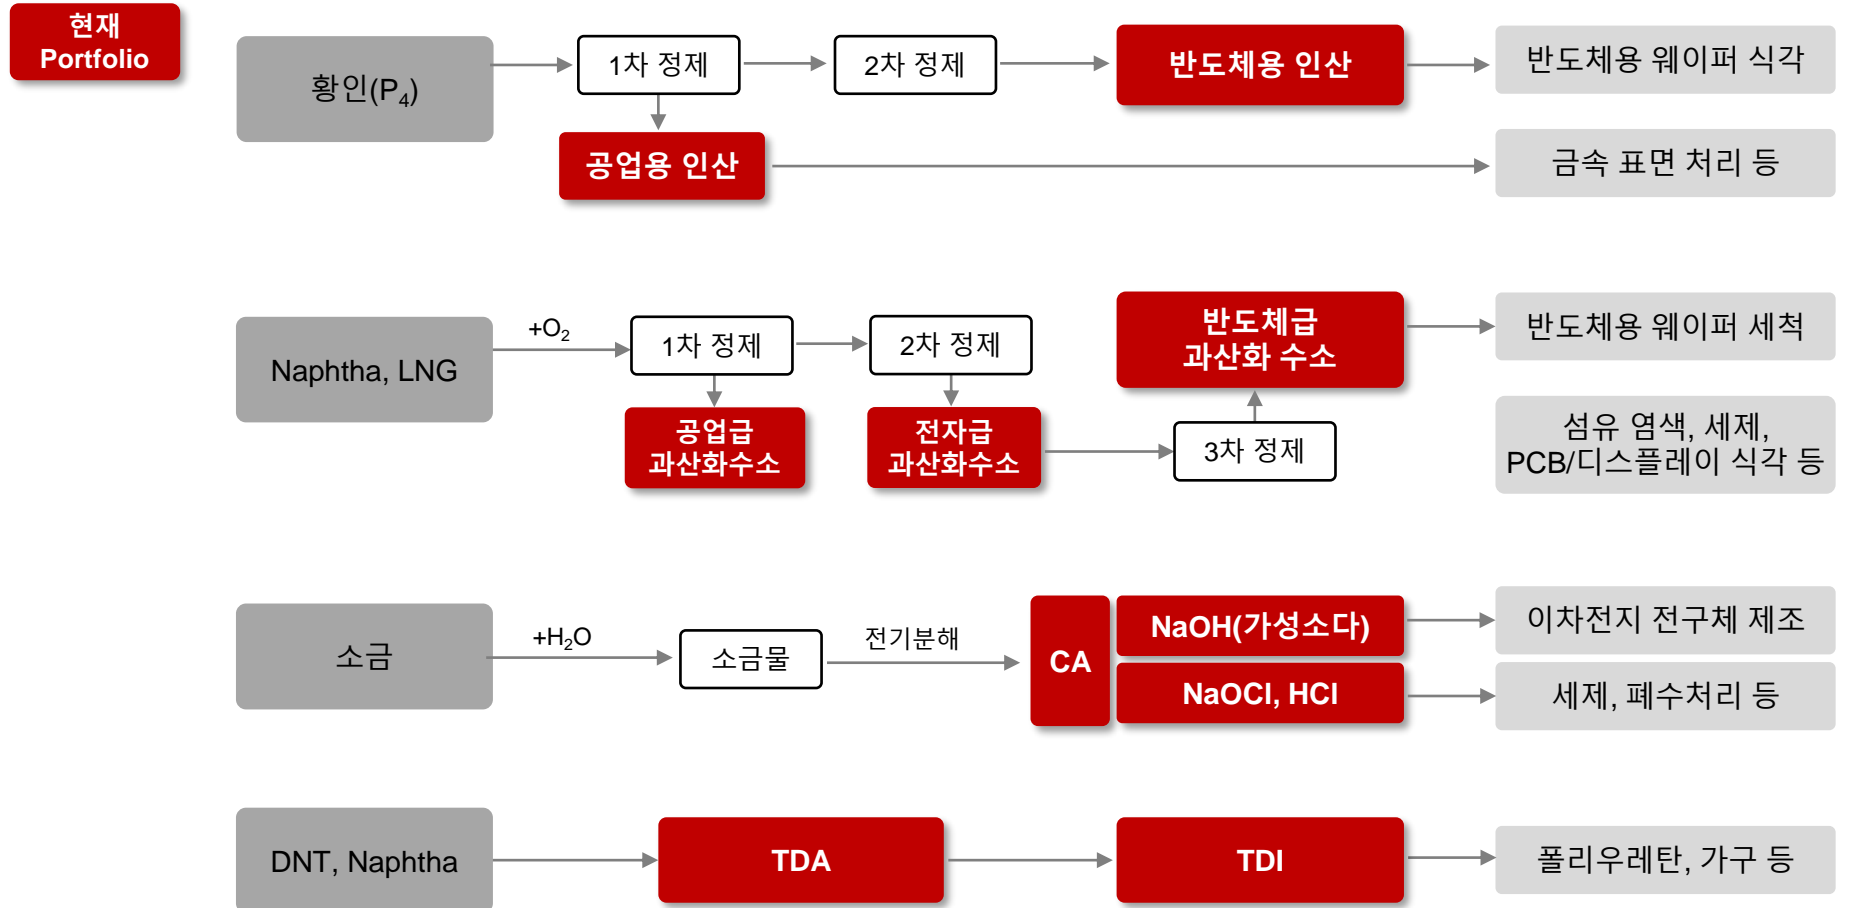 현재
Portfolio
황인(P₄)
1차 정제
2차 정제
반도체용 인산
반도체용 웨이퍼 식각
공업용 인산
금속 표면 처리 등
Naphtha, LNG
+O₂
1차 정제
2차 정제
반도체급
과산화 수소
반도체용 웨이퍼 세척
공업급
과산화수소
전자급
과산화수소
3차 정제
섬유 염색, 세제,
PCB/디스플레이 식각 등
소금
+H₂O
소금물
전기분해
CA
NaOH(가성소다)
이차전지 전구체 제조
NaOCl, HCl
세제, 폐수처리 등
DNT, Naphtha
TDA
TDI
폴리우레탄, 가구 등